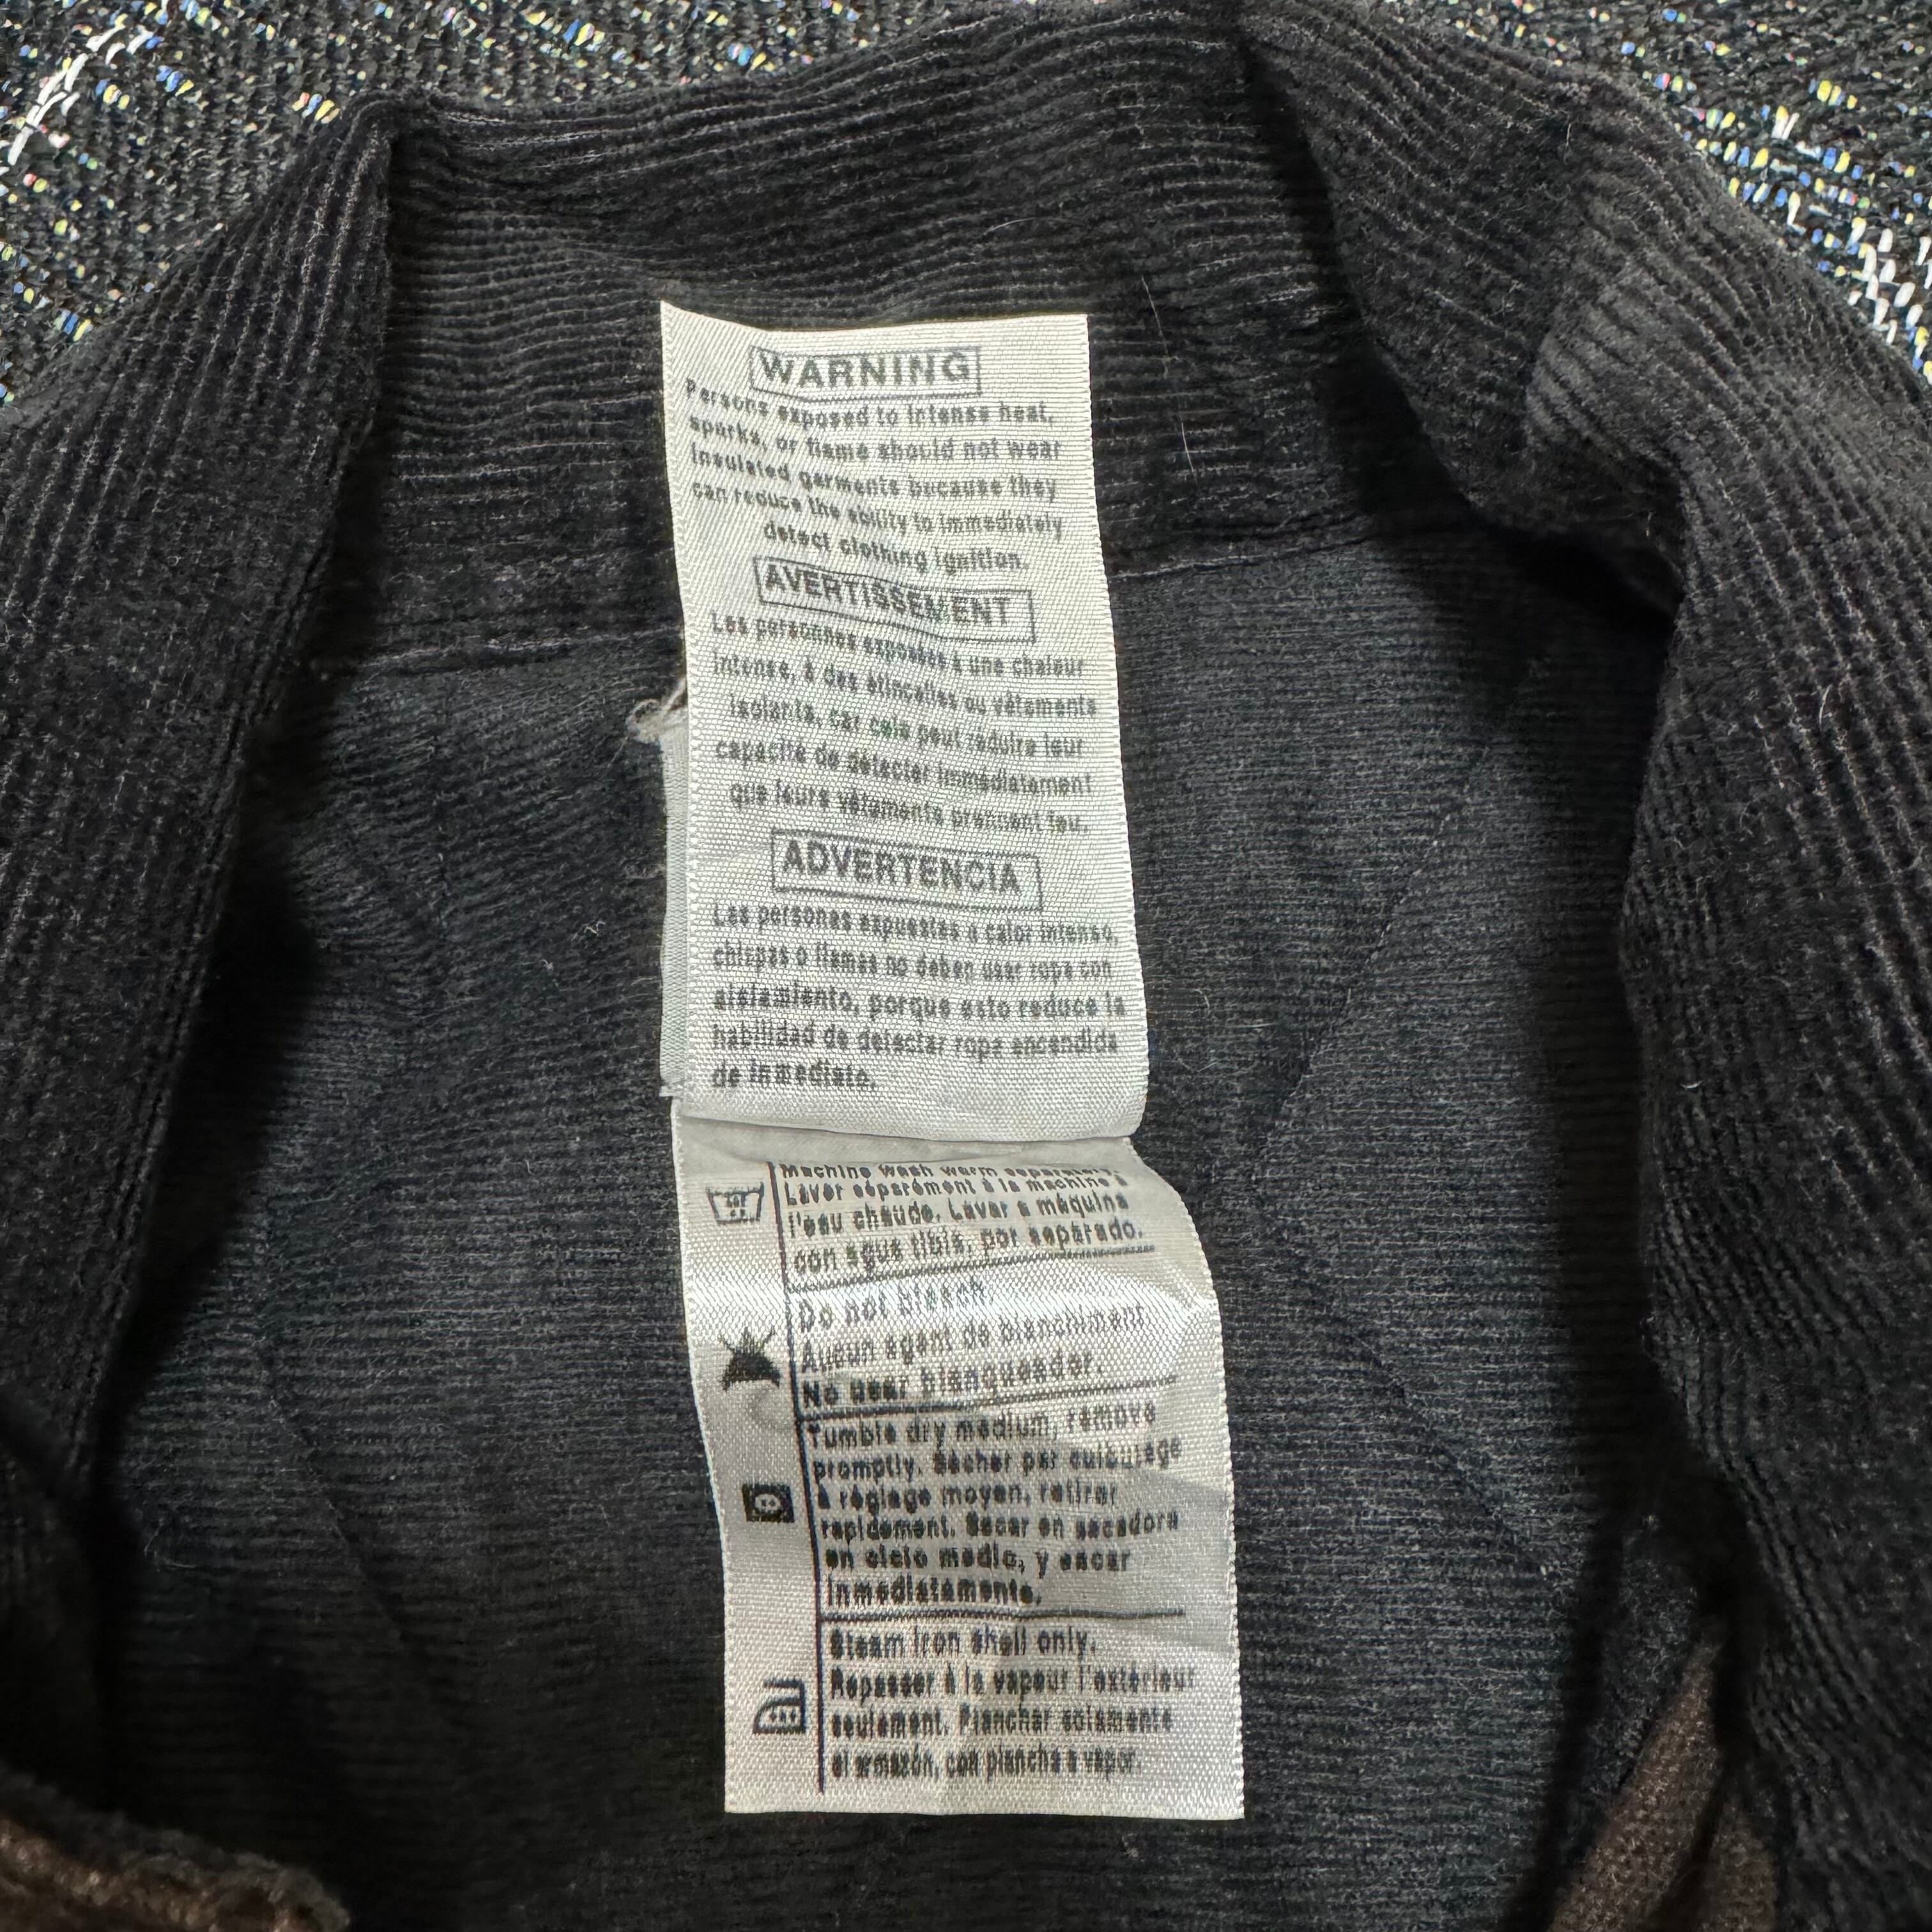 WARNING
Persons exposed to intense heat,
sparks, or flame should not wear
insulated garments because they
can reduce the ability to immediately
detect clothing ignition.
AVERTISSEMENT
Les personnes exposées à une chaleur
intense, à des étincelles ou vêtements
isolants, car cela peut réduire leur
capacité de détecter immédiatement
que leurs vêtements prennent feu.
ADVERTENCIA
Las personas expuestas a calor intenso,
chispas o llamas no deben usar ropa con
aislamiento, porque esto reduce la
habilidad de detectar ropa encendida
de inmediato.
Machine wash warm separately.
Laver séparément à la machine à
l'eau chaude. Lavar a máquina
con agua tibia, por separado.
Do not bleach.
Aucun agent de blanchiment
No usar blanqueador.
Tumble dry medium, remove
promptly. Sécher par culbutage
à réglage moyen, retirer
rapidement. Secar en secadora
en ciclo medio, y sacar
inmediatamente.
Steam iron shell only.
Repasser à la vapeur l'extérieur
seulement. Planchar solamente
el armazón, con plancha a vapor.